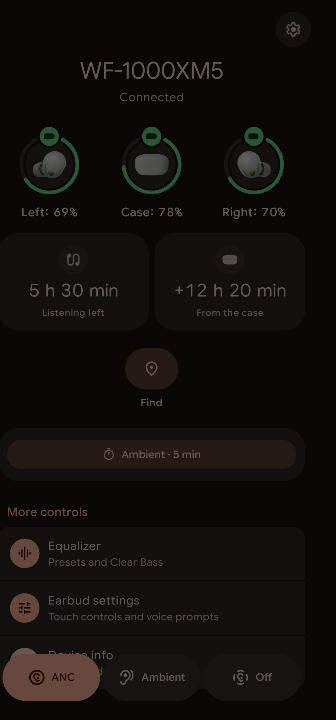 WF-1000XM5
Connected
Left: 69%
Case: 78%
Right: 70%
5 h 30 min
Listening left
+12 h 20 min
From the case
Find
Ambient · 5 min
More controls
Equalizer
Presets and Clear Bass
Earbud settings
Touch controls and voice prompts
Device info
ANC
Ambient
Off